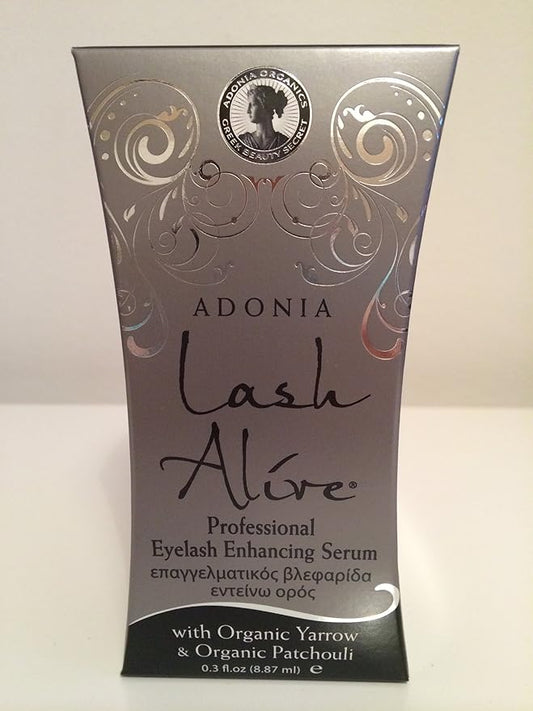 ADONIA ORGANICS
GREEK BEAUTY SECRET
ADONIA
Lash
Alive®
Professional
Eyelash Enhancing Serum
επαγγελματικός βλεφαρίδα
εντείνω ορός
with Organic Yarrow
& Organic Patchouli
0.3 fl.oz (8.87 ml) e